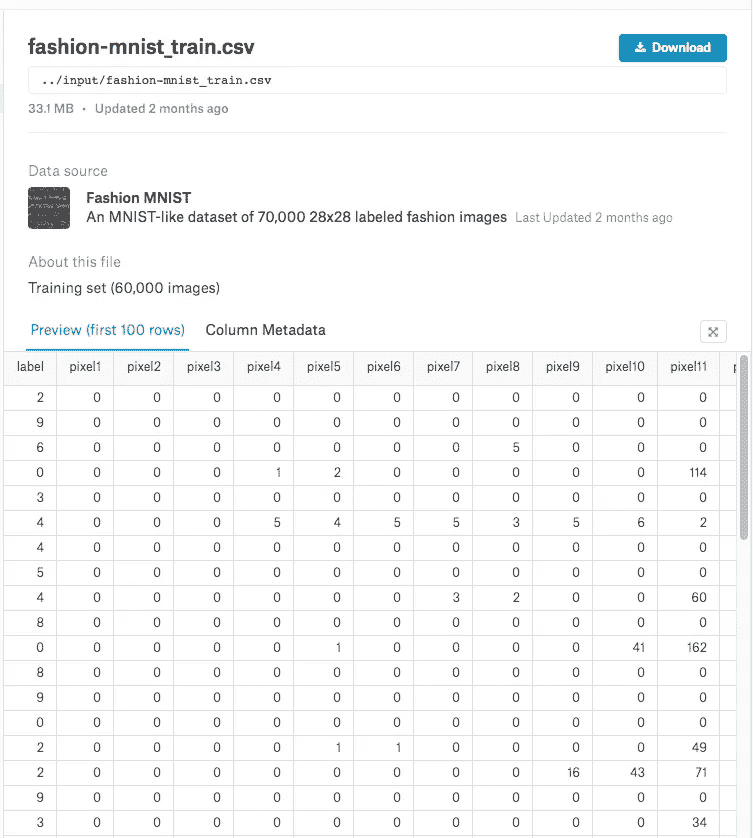 fashion-mnist_train.csv
Download
../input/fashion-mnist_train.csv
33.1 MB • Updated 2 months ago
Data source
Fashion MNIST
An MNIST-like dataset of 70,000 28x28 labeled fashion images Last Updated 2 months ago
About this file
Training set (60,000 images)
Preview (first 100 rows) Column Metadata
label pixel1 pixel2 pixel3 pixel4 pixel5 pixel6 pixel7 pixel8 pixel9 pixel10 pixel11
2 0 0 0 0 0 0 0 0 0 0 0
9 0 0 0 0 0 0 0 0 0 0 0
6 0 0 0 0 0 0 0 5 0 0 0
0 0 0 0 1 2 0 0 0 0 0 114
3 0 0 0 0 0 0 0 0 0 0 0
4 0 0 0 5 4 5 5 3 5 6 2
4 0 0 0 0 0 0 0 0 0 0 0
5 0 0 0 0 0 0 0 0 0 0 0
4 0 0 0 0 0 0 3 2 0 0 60
8 0 0 0 0 0 0 0 0 0 0 0
0 0 0 0 0 1 0 0 0 0 41 162
8 0 0 0 0 0 0 0 0 0 0 0
9 0 0 0 0 0 0 0 0 0 0 0
0 0 0 0 0 0 0 0 0 0 0 0
2 0 0 0 0 1 1 0 0 0 0 49
2 0 0 0 0 0 0 0 0 16 43 71
9 0 0 0 0 0 0 0 0 0 0 0
3 0 0 0 0 0 0 0 0 0 0 34